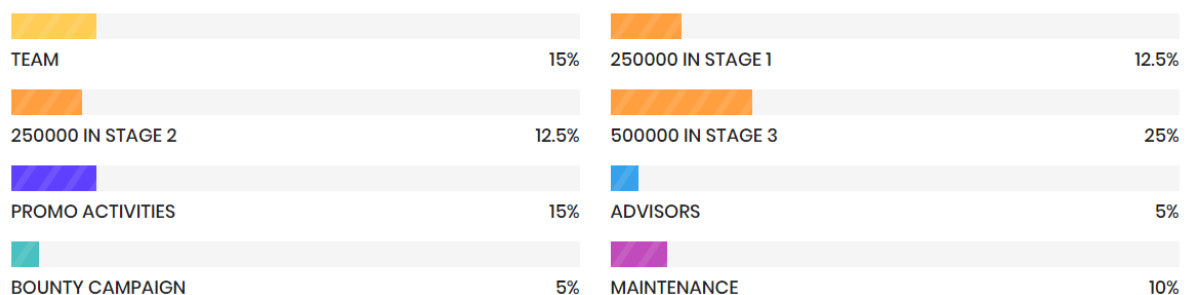 TEAM 15%
250000 IN STAGE 1 12.5%
250000 IN STAGE 2 12.5%
500000 IN STAGE 3 25%
PROMO ACTIVITIES 15%
ADVISORS 5%
BOUNTY CAMPAIGN 5%
MAINTENANCE 10%